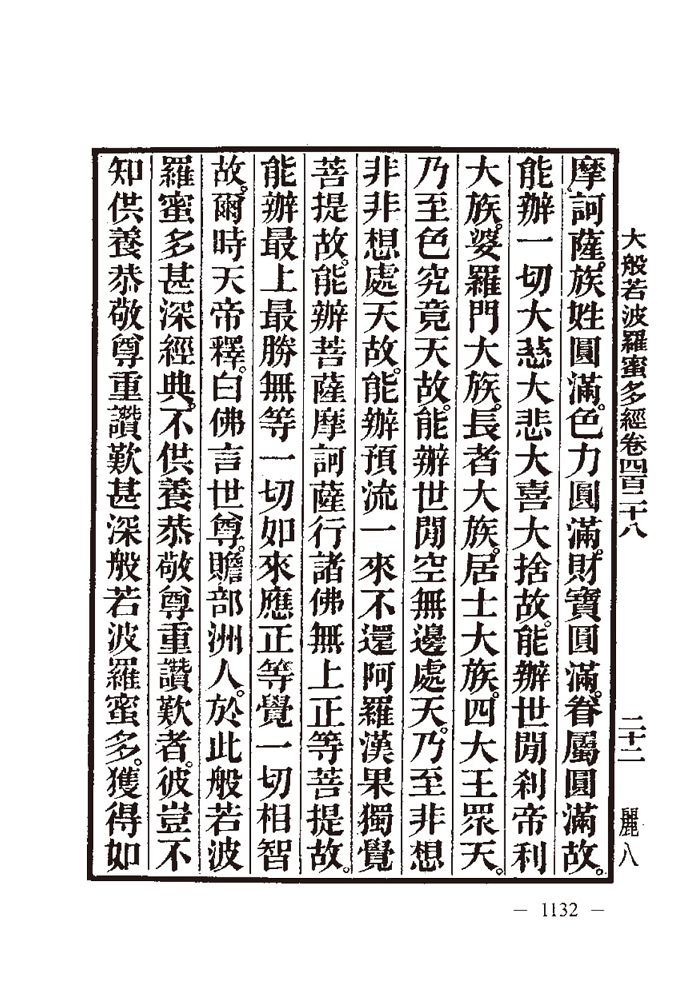 大般若波羅蜜多經卷四百二十八　二十二　麗八
摩訶薩。族姓圓滿。色力圓滿。財寶圓滿。眷屬圓滿故。
能辦一切大慈大悲大喜大捨故。能辦世間剎帝利
大族。婆羅門大族。長者大族。居士大族。四大王眾天。
乃至色究竟天故。能辦世間空無邊處天。乃至非想
非非想處天故。能辦預流一來不還阿羅漢果獨覺
菩提故。能辦菩薩摩訶薩行諸佛無上正等菩提故。
能辦最上最勝無等一切如來應正等覺一切相智
故。爾時天帝釋。白佛言世尊。贍部洲人。於此般若波
羅蜜多甚深經典。不供養恭敬尊重讚歎者。彼豈不
知供養恭敬尊重讚歎甚深般若波羅蜜多。獲得如
— 1132 —